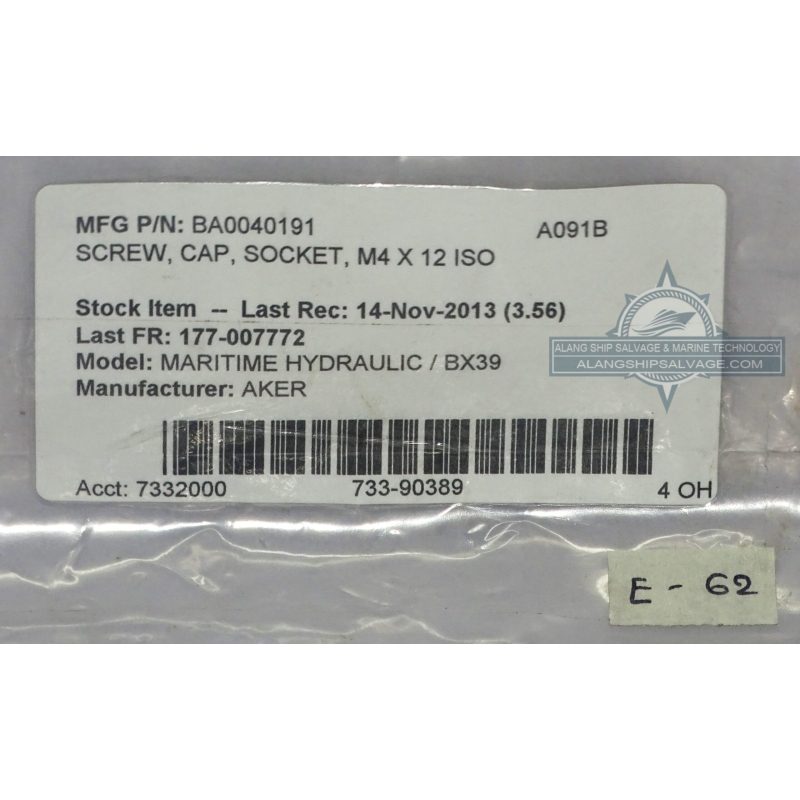 MFG P/N: BA0040191 A091B
SCREW, CAP, SOCKET, M4 X 12 ISO
Stock Item -- Last Rec: 14-Nov-2013 (3.56)
Last FR: 177-007772
Model: MARITIME HYDRAULIC / BX39
Manufacturer: AKER
ALANG SHIP SALVAGE & MARINE TECHNOLOGY
ALANGSHIPSALVAGE.COM
Acct: 7332000 733-90389 4 OH
E - 62